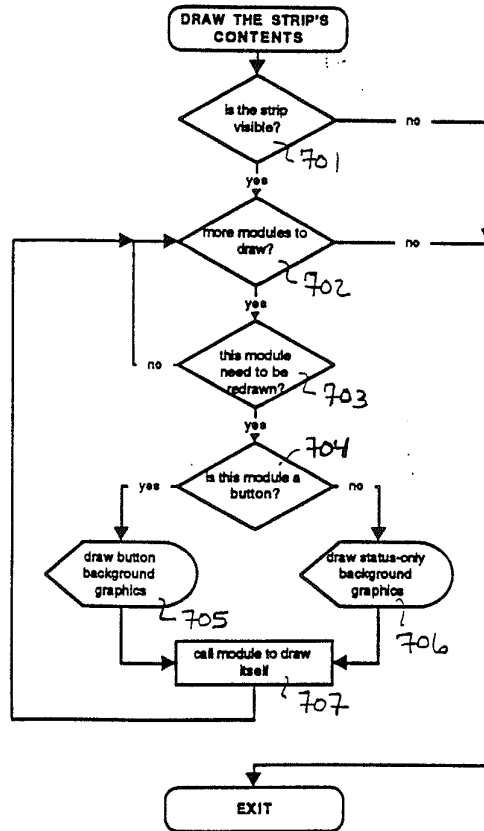 DRAW THE STRIP'S
CONTENTS
is the strip
visible?
no
701
yes
more modules to
draw?
no
702
yes
this module
need to be
redrawn?
no
703
yes
704
is this module a
button?
yes
no
draw button
background
graphics
705
draw status-only
background
graphics
706
call module to draw
itself
707
EXIT